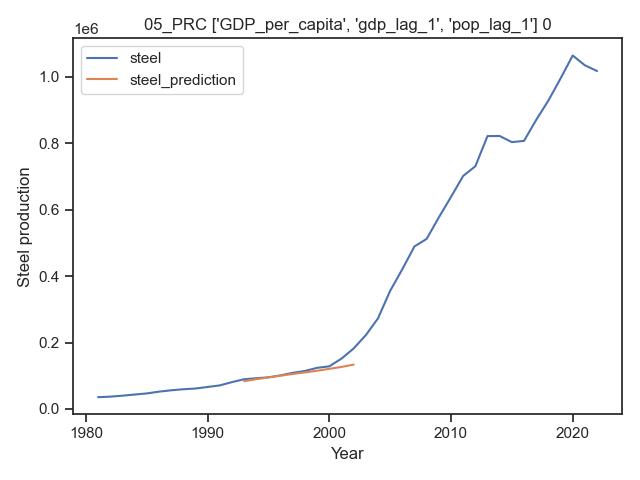 05_PRC ['GDP_per_capita', 'gdp_lag_1', 'pop_lag_1'] 0
1e6
steel
steel_prediction
1.0
0.8
0.6
0.4
0.2
0.0
Steel production
1980 1990 2000 2010 2020
Year